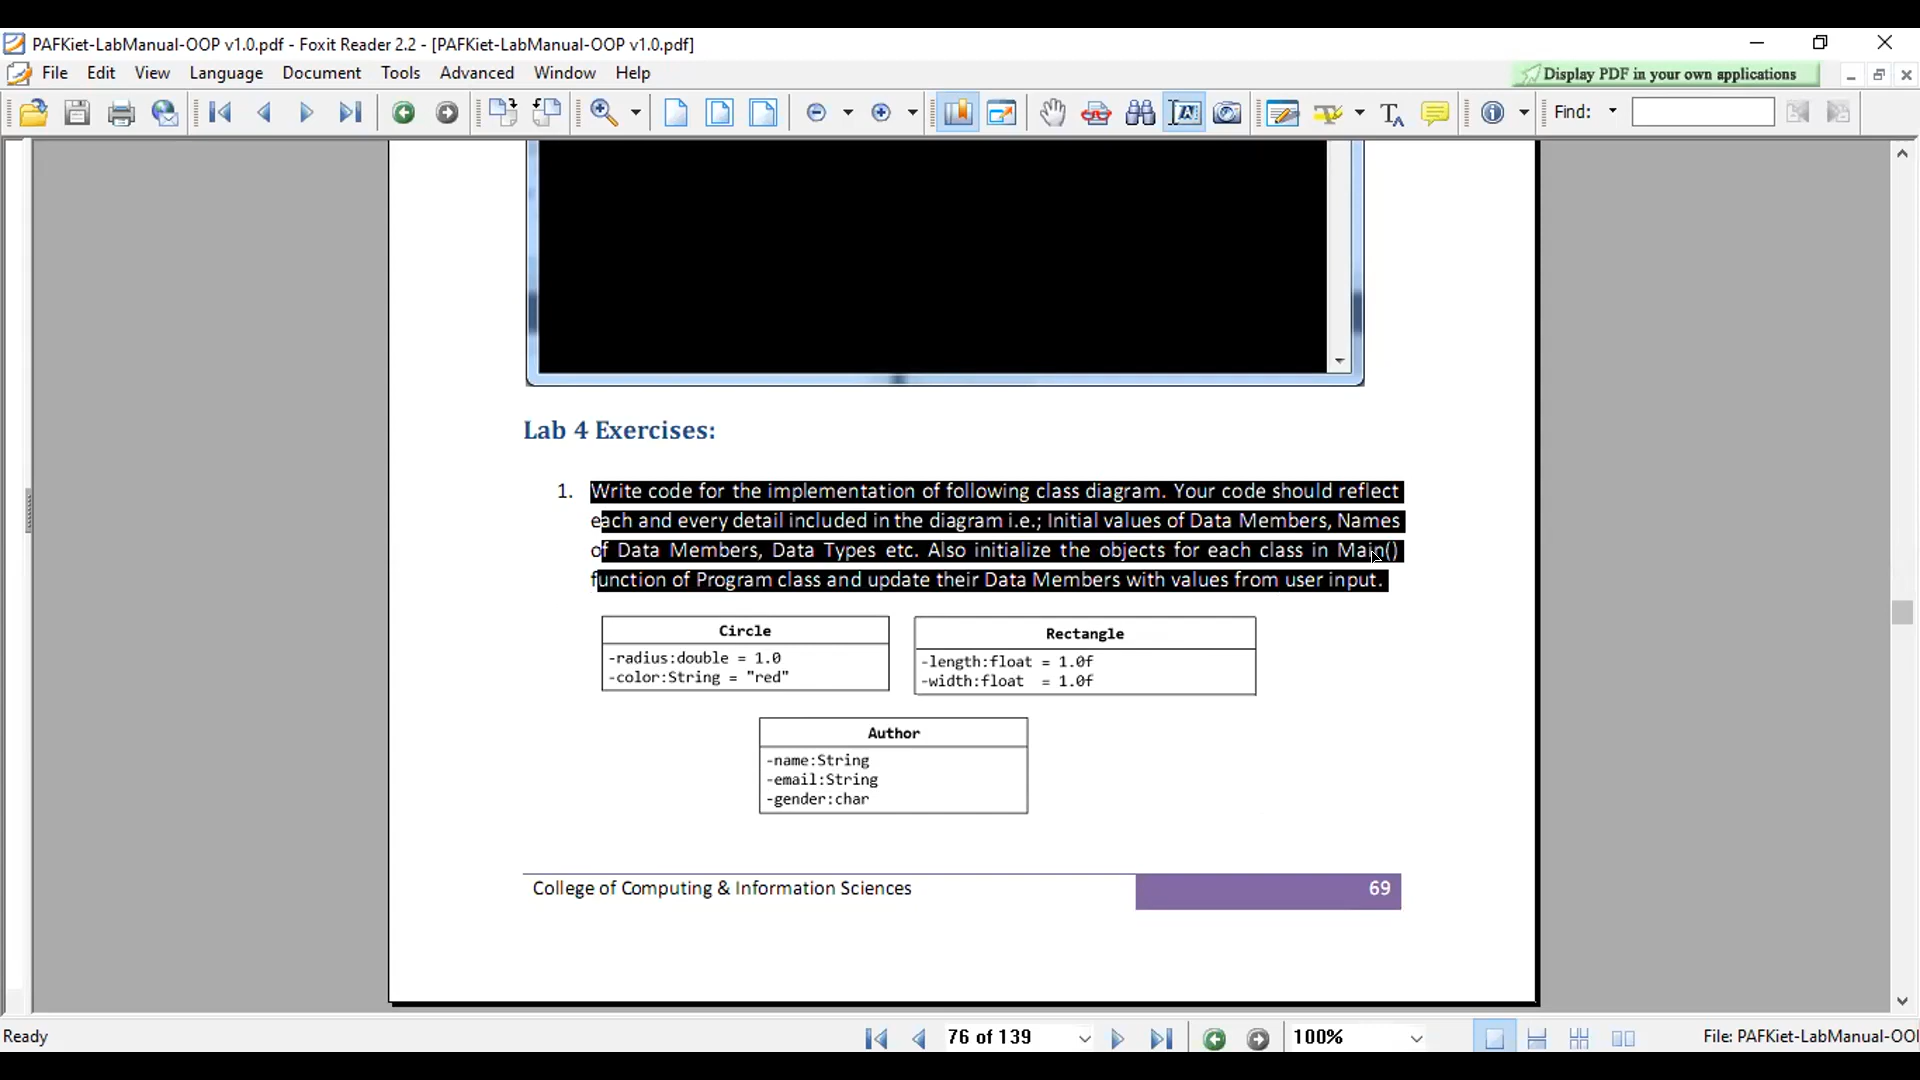 PAFKiet-LabManual-OOP v1.0.pdf - Foxit Reader 2.2 - [PAFKiet-LabManual-OOP v1.0.pdf]
File Edit View Language Document Tools Advanced Window Help
Display PDF in your own applications
Find:
Lab 4 Exercises:
1. Write code for the implementation of following class diagram. Your code should reflect
each and every detail included in the diagram i.e.; Initial values of Data Members, Names
of Data Members, Data Types etc. Also initialize the objects for each class in Main()
function of Program class and update their Data Members with values from user input.
Circle
-radius:double = 1.0
-color:String = "red"
Rectangle
-length:float = 1.0f
-width:float = 1.0f
Author
-name:String
-email:String
-gender:char
College of Computing & Information Sciences 69
Ready
76 of 139
100%
File: PAFKiet-LabManual-OO